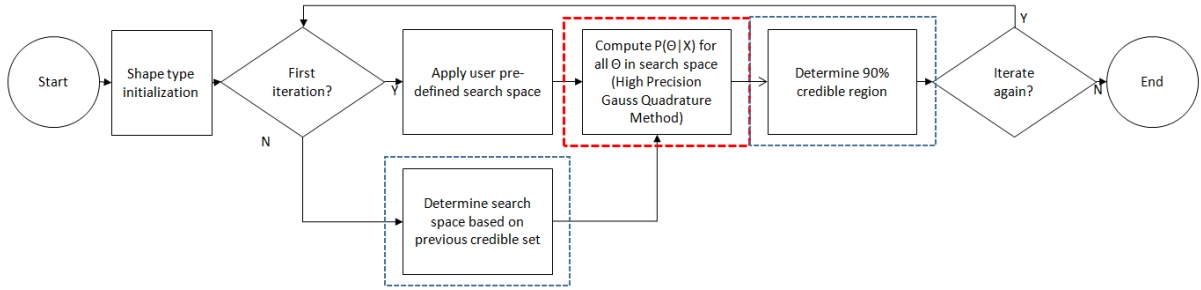 Start
Shape type
initialization
First
iteration?
Y
N
Apply user pre-
defined search space
Determine search
space based on
previous credible set
Compute P(Θ|X) for
all Θ in search space
(High Precision
Gauss Quadrature
Method)
Determine 90%
credible region
Iterate
again?
Y
N
End